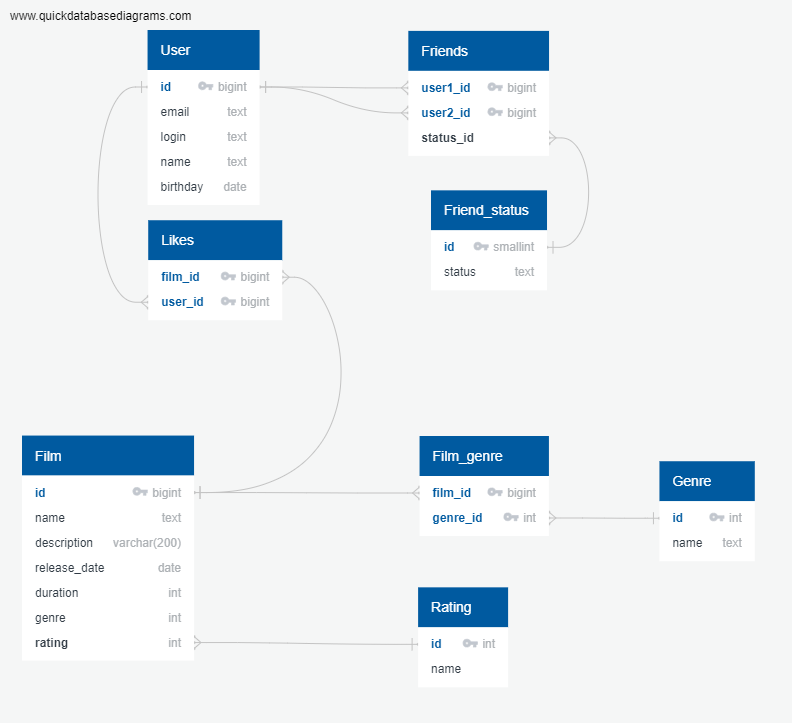 www.quickdatabasediagrams.com
User
id bigint
email text
login text
name text
birthday date
Friends
user1_id bigint
user2_id bigint
status_id
Friend_status
id smallint
status text
Likes
film_id bigint
user_id bigint
Film
id bigint
name text
description varchar(200)
release_date date
duration int
genre int
rating int
Film_genre
film_id bigint
genre_id int
Genre
id int
name text
Rating
id int
name